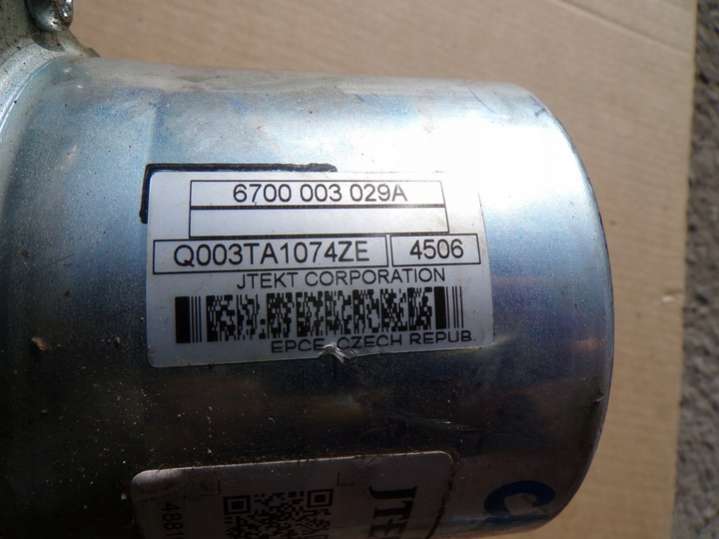 6700 003 029A
Q003TA1074ZE 4506
JTEKT CORPORATION
EPCE, CZECH REPUB.